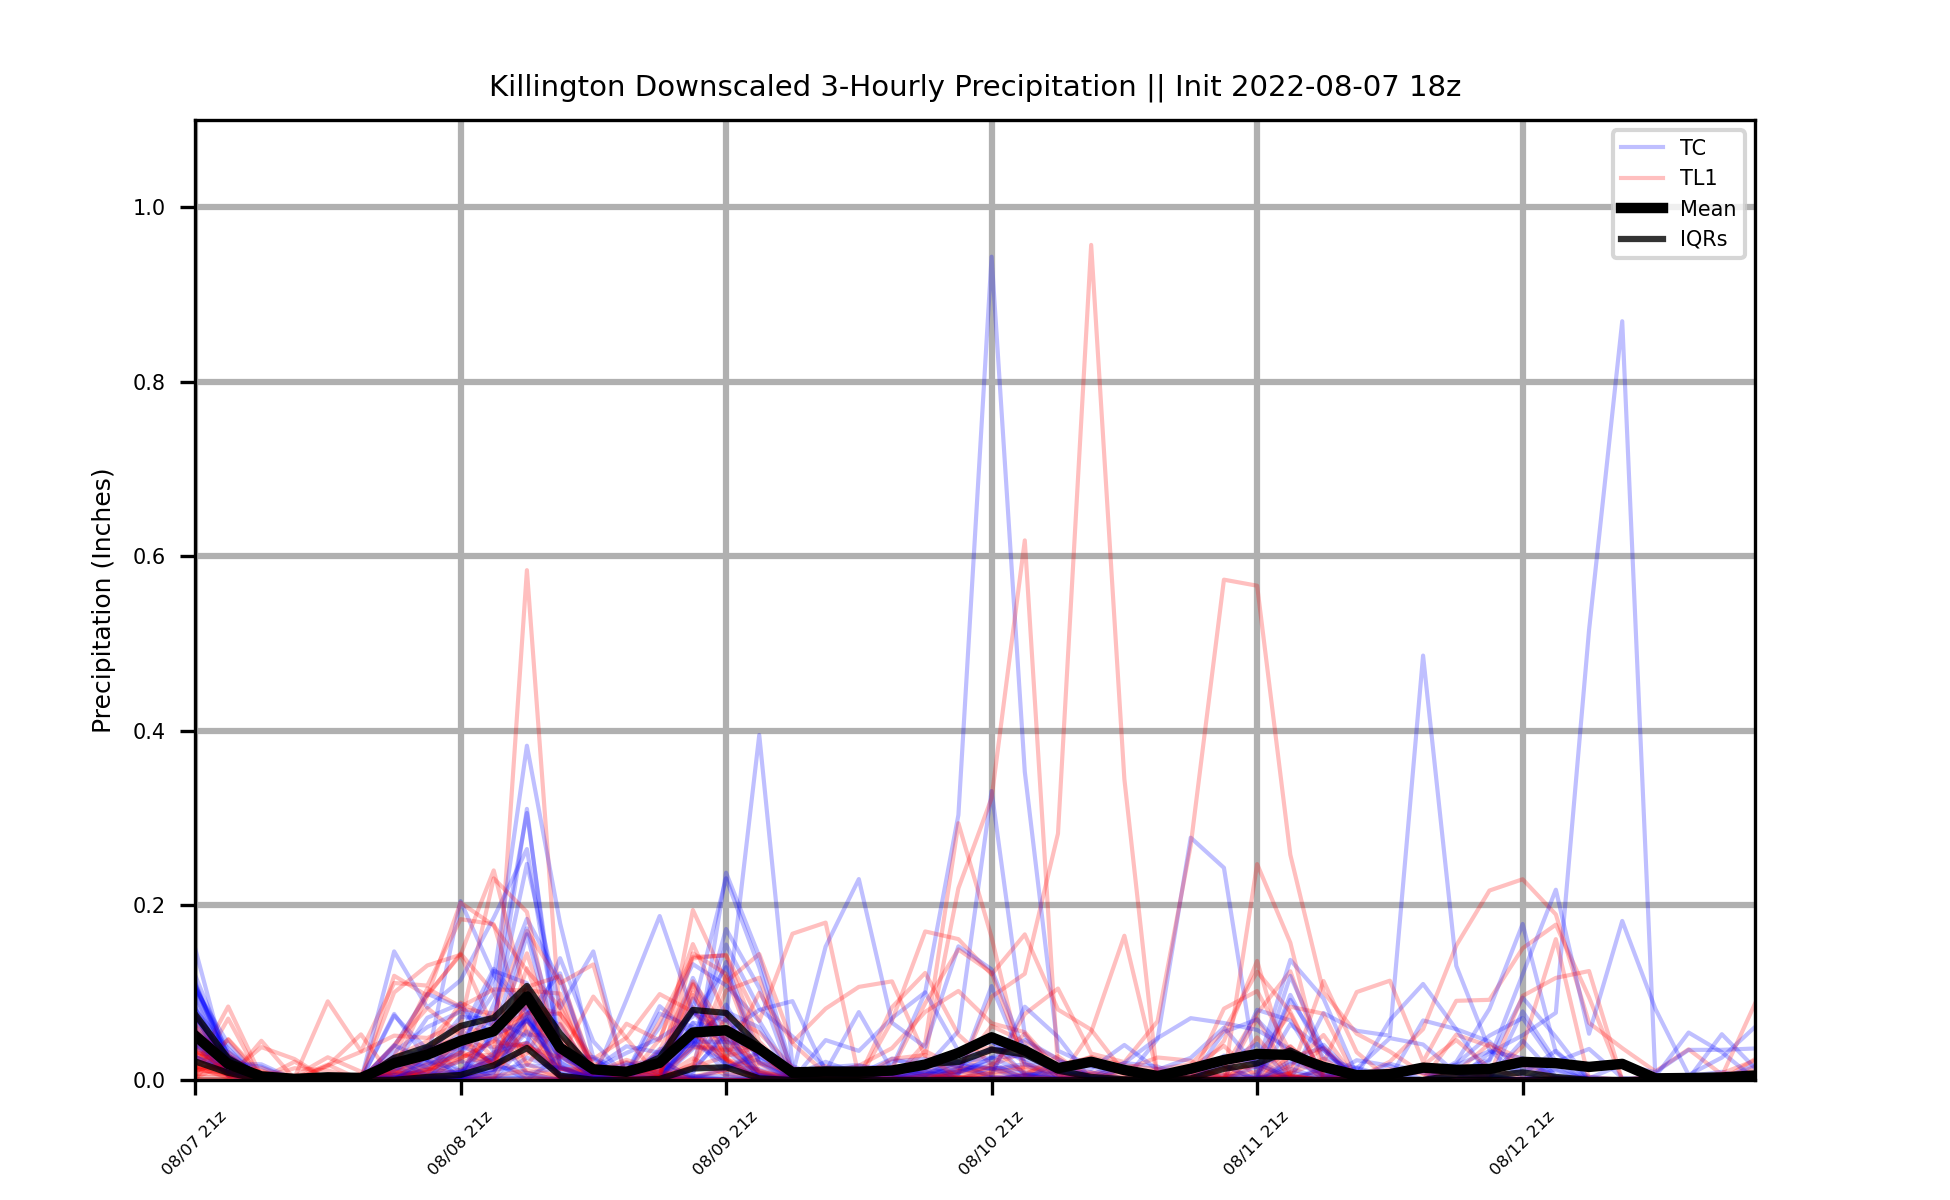 Killington Downscaled 3-Hourly Precipitation || Init 2022-08-07 18z
TC
TL1
Mean
IQRs
Precipitation (Inches)
1.0
0.8
0.6
0.4
0.2
0.0
08/07 21z
08/08 21z
08/09 21z
08/10 21z
08/11 21z
08/12 21z